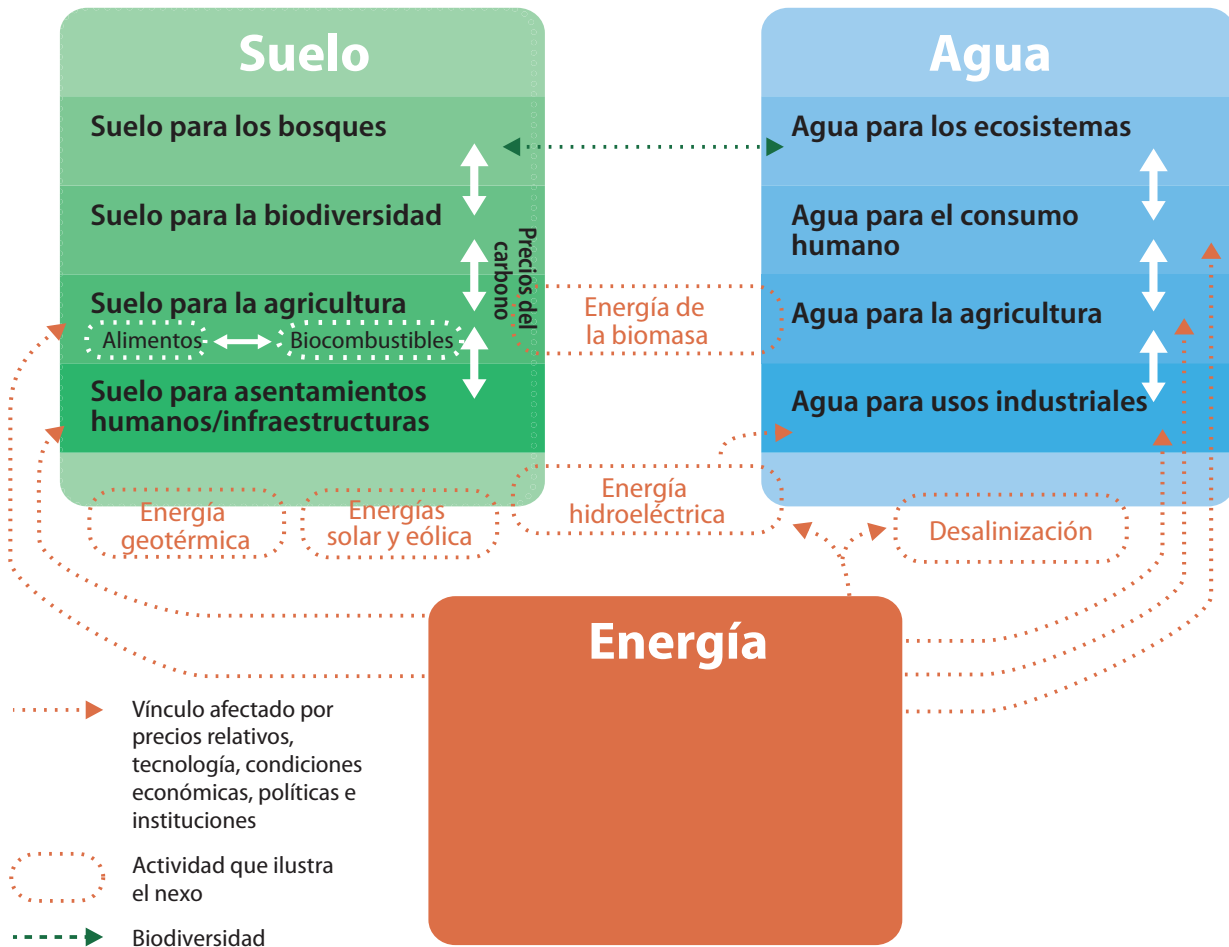 Suelo
Suelo para los bosques
Suelo para la biodiversidad
Suelo para la agricultura
Alimentos
Biocombustibles
Suelo para asentamientos
humanos/infraestructuras
Precios del
carbono
Agua
Agua para los ecosistemas
Agua para el consumo
humano
Agua para la agricultura
Agua para usos industriales
Energía de
la biomasa
Energía
geotérmica
Energías
solar y eólica
Energía
hidroeléctrica
Desalinización
Energía
Vínculo afectado por
precios relativos,
tecnología, condiciones
económicas, políticas e
instituciones
Actividad que ilustra
el nexo
Biodiversidad